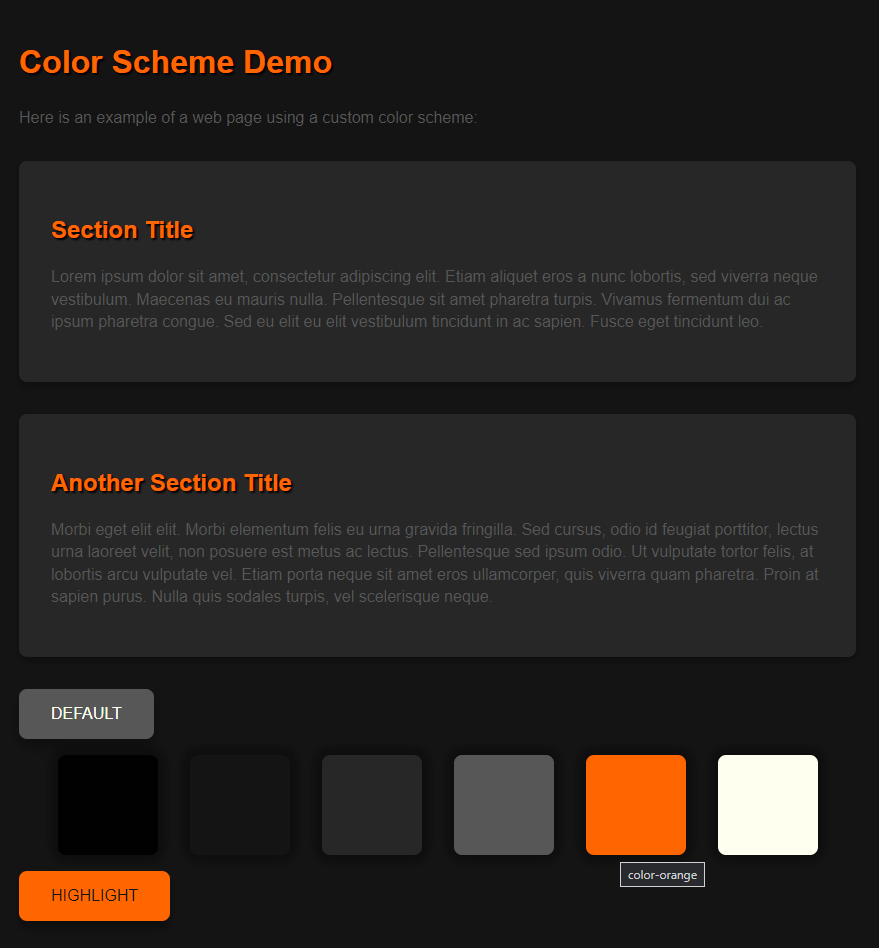 Color Scheme Demo
Here is an example of a web page using a custom color scheme:
Section Title
Lorem ipsum dolor sit amet, consectetur adipiscing elit. Etiam aliquet eros a nunc lobortis, sed viverra neque
vestibulum. Maecenas eu mauris nulla. Pellentesque sit amet pharetra turpis. Vivamus fermentum dui ac
ipsum pharetra congue. Sed eu elit eu elit vestibulum tincidunt in ac sapien. Fusce eget tincidunt leo.
Another Section Title
Morbi eget elit elit. Morbi elementum felis eu urna gravida fringilla. Sed cursus, odio id feugiat porttitor, lectus
urna laoreet velit, non posuere est metus ac lectus. Pellentesque sed ipsum odio. Ut vulputate tortor felis, at
lobortis arcu vulputate vel. Etiam porta neque sit amet eros ullamcorper, quis viverra quam pharetra. Proin at
sapien purus. Nulla quis sodales turpis, vel scelerisque neque.
DEFAULT
color-orange
HIGHLIGHT